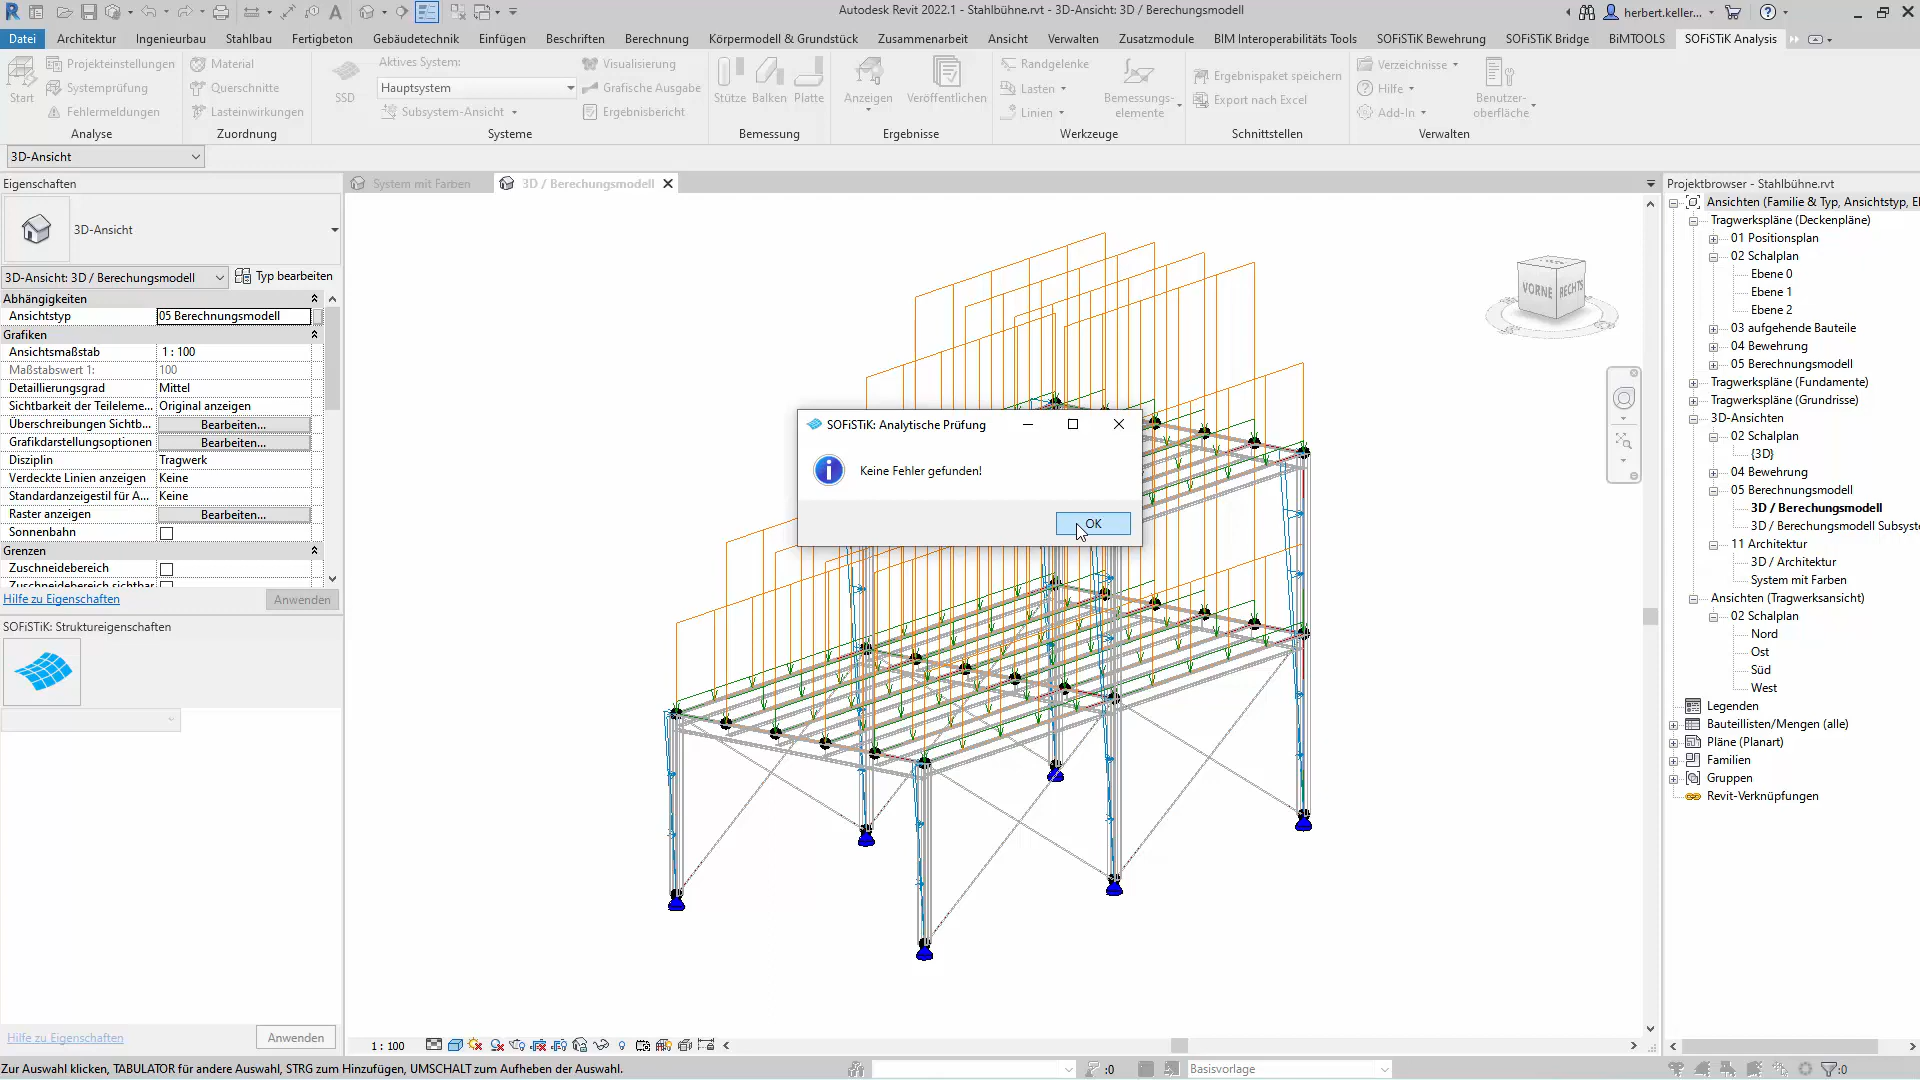 Autodesk Revit 2022.1 - Stahlbühne.rvt - 3D-Ansicht: 3D / Berechungsmodell
herbert.keller...
Datei Architektur Ingenieurbau Stahlbau Fertigbeton Gebäudetechnik Einfügen Beschriften Berechnung Körpermodell & Grundstück Zusammenarbeit Ansicht Verwalten Zusatzmodule BIM Interoperabilitäts Tools SOFiSTiK Bewehrung SOFiSTiK Bridge BiMTOOLS SOFiSTiK Analysis
Start
Projekteinstellungen
Systemprüfung
Fehlermeldungen
Analyse
Material
Querschnitte
Lasteinwirkungen
Zuordnung
SSD
Aktives System:
Hauptsystem
Subsystem-Ansicht
Visualisierung
Grafische Ausgabe
Ergebnisbericht
Systeme
Stütze Balken Platte
Bemessung
Anzeigen Veröffentlichen
Ergebnisse
Randgelenke
Lasten
Linien
Bemessungs-
elemente
Werkzeuge
Ergebnispaket speichern
Export nach Excel
Schnittstellen
Verzeichnisse
Hilfe
Add-In
Benutzer-
oberfläche
Verwalten
3D-Ansicht
Eigenschaften
3D-Ansicht
3D-Ansicht: 3D / Berechungsmodell Typ bearbeiten
Abhängigkeiten
Ansichtstyp 05 Berechnungsmodell
Grafiken
Ansichtsmaßstab 1 : 100
Maßstabswert 1: 100
Detaillierungsgrad Mittel
Sichtbarkeit der Teileleme... Original anzeigen
Überschreibungen Sichtb... Bearbeiten...
Grafikdarstellungsoptionen Bearbeiten...
Disziplin Tragwerk
Verdeckte Linien anzeigen Keine
Standardanzeigestil für A... Keine
Raster anzeigen Bearbeiten...
Sonnenbahn
Grenzen
Zuschneidebereich
Zuschneidebereich sichtbar
Hilfe zu Eigenschaften Anwenden
SOFiSTiK: Struktureigenschaften
Hilfe zu Eigenschaften Anwenden
System mit Farben 3D / Berechungsmodell
VORNE RECHTS
SOFiSTiK: Analytische Prüfung
Keine Fehler gefunden!
OK
1 : 100
Projektbrowser - Stahlbühne.rvt
Ansichten (Familie & Typ, Ansichtstyp, E
Tragwerkspläne (Deckenpläne)
01 Positionsplan
02 Schalplan
Ebene 0
Ebene 1
Ebene 2
03 aufgehende Bauteile
04 Bewehrung
05 Berechnungsmodell
Tragwerkspläne (Fundamente)
Tragwerkspläne (Grundrisse)
3D-Ansichten
02 Schalplan
{3D}
04 Bewehrung
05 Berechnungsmodell
3D / Berechungsmodell
3D / Berechungsmodell Subsyste
11 Architektur
3D / Architektur
System mit Farben
Ansichten (Tragwerksansicht)
02 Schalplan
Nord
Ost
Süd
West
Legenden
Bauteillisten/Mengen (alle)
Pläne (Planart)
Familien
Gruppen
Revit-Verknüpfungen
Zur Auswahl klicken, TABULATOR für andere Auswahl, STRG zum Hinzufügen, UMSCHALT zum Aufheben der Auswahl.
:0
Basisvorlage
:0